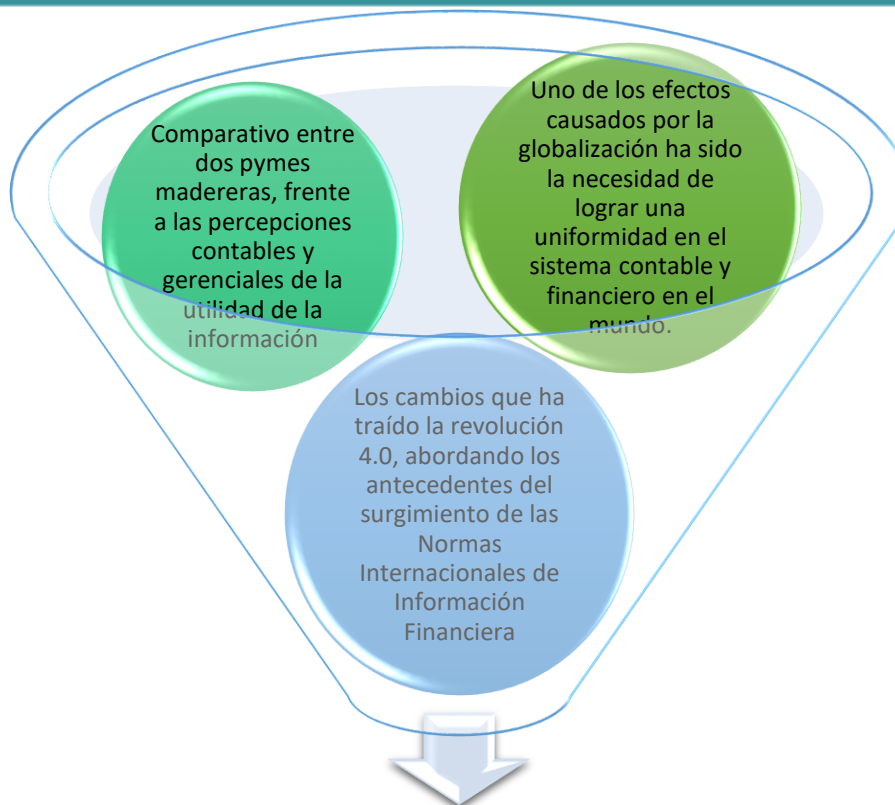 Comparativo entre
dos pymes
madereras, frente
a las percepciones
contables y
gerenciales de la
utilidad de la
información
Uno de los efectos
causados por la
globalización ha sido
la necesidad de
lograr una
uniformidad en el
sistema contable y
financiero en el
mundo.
Los cambios que ha
traído la revolución
4.0, abordando los
antecedentes del
surgimiento de las
Normas
Internacionales de
Información
Financiera